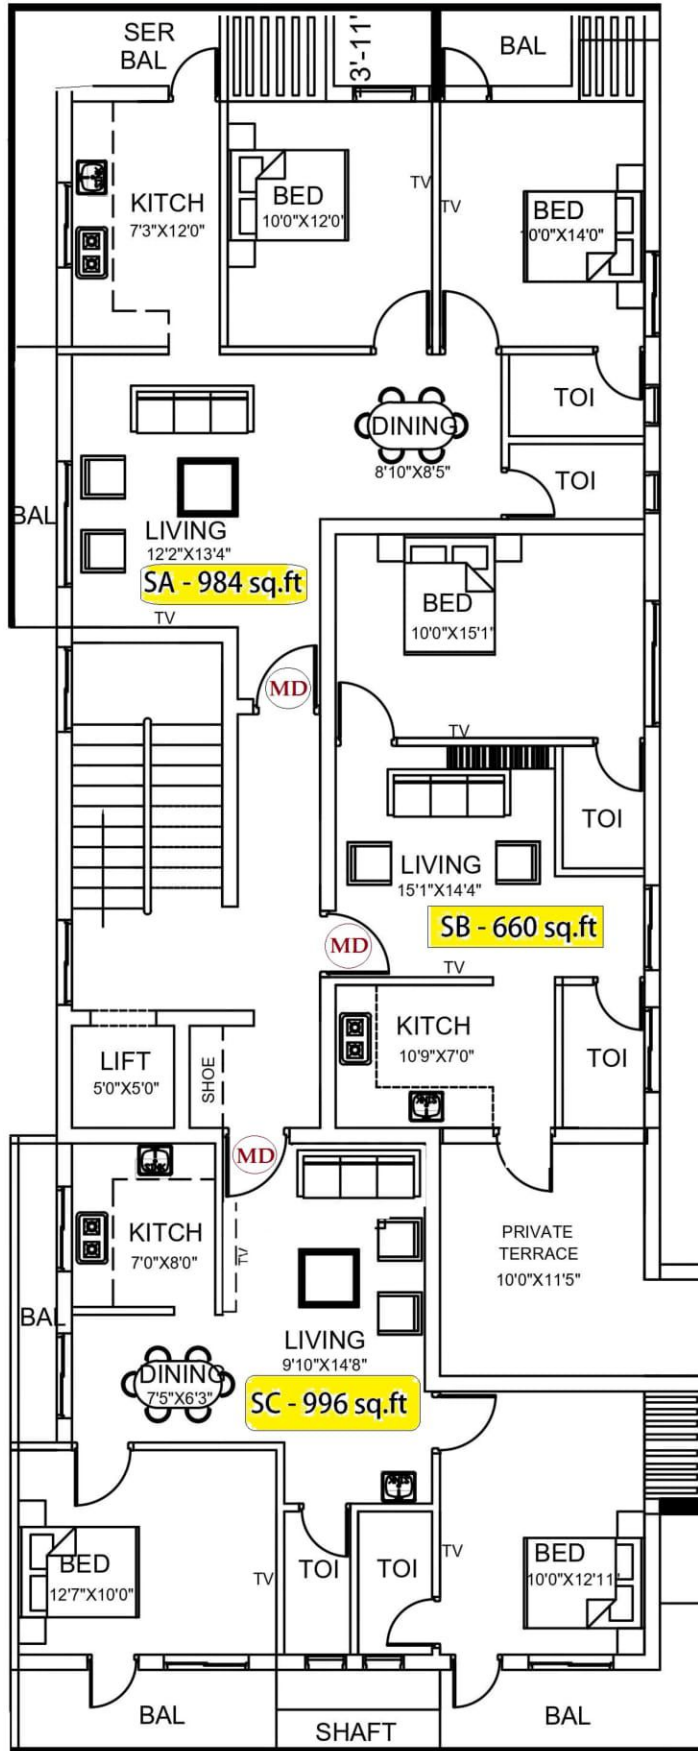 SER
BAL
3'-11'
BAL
KITCH
7'3"X12'0"
BED
10'0"X12'0'
TV
TV
BED
0'0"X14'0"
TOI
DINING
8'10"X8'5"
TOI
BAL
LIVING
12'2"X13'4"
SA - 984 sq.ft
TV
BED
10'0"X15'1'
MD
TV
TOI
LIVING
15'1"X14'4"
SB - 660 sq.ft
MD
TV
KITCH
10'9"X7'0"
TOI
LIFT
5'0"X5'0"
SHOE
MD
KITCH
7'0"X8'0"
TV
PRIVATE
TERRACE
10'0"X11'5"
BAL
LIVING
9'10"X14'8"
DINING
7'5"X6'3"
SC - 996 sq.ft
BED
12'7"X10'0"
TV
TOI
TOI
TV
BED
10'0"X12'11'
BAL
SHAFT
BAL